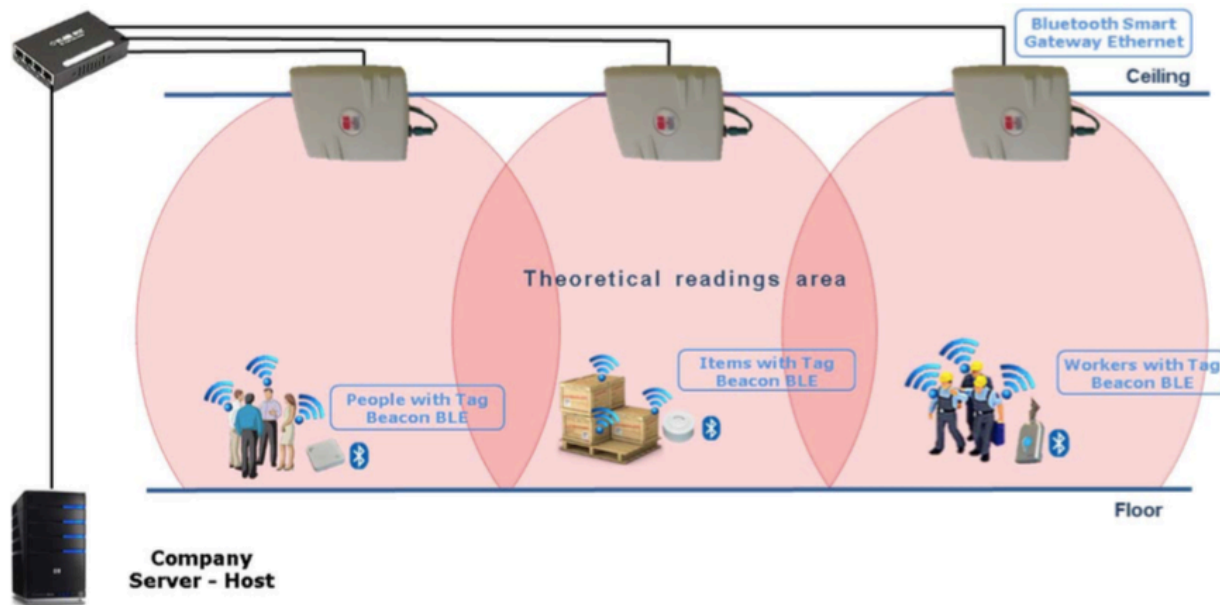 Bluetooth Smart
Gateway Ethernet
Ceiling
Theoretical readings area
People with Tag
Beacon BLE
Items with Tag
Beacon BLE
Workers with Tag
Beacon BLE
Floor
Company
Server - Host